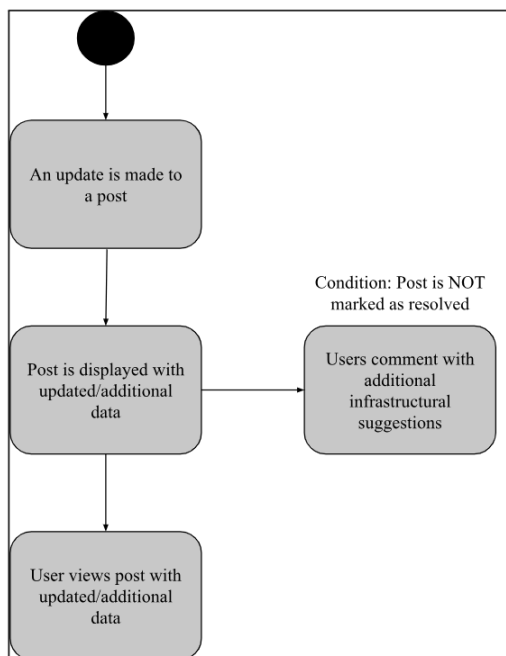 An update is made to
a post
Condition: Post is NOT
marked as resolved
Post is displayed with
updated/additional
data
Users comment with
additional
infrastructural
suggestions
User views post with
updated/additional
data